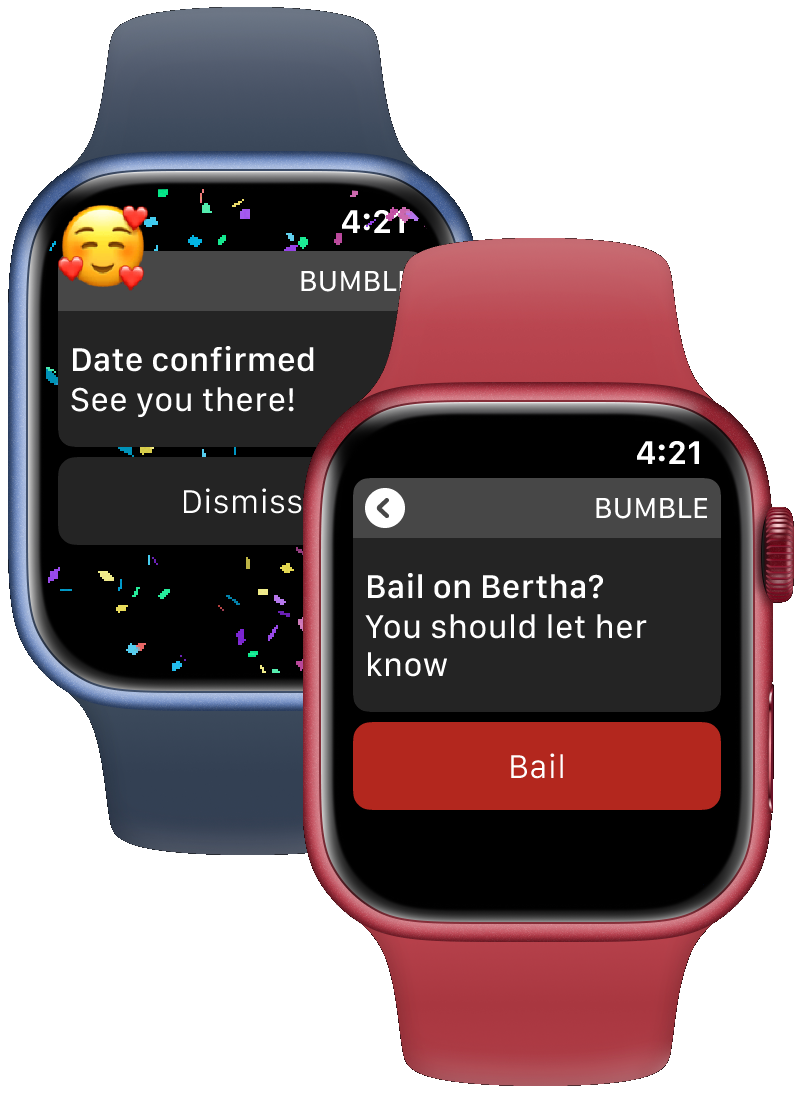 4:21
BUMBLE
Date confirmed
See you there!
Dismiss
4:21
BUMBLE
Bail on Bertha?
You should let her
know
Bail